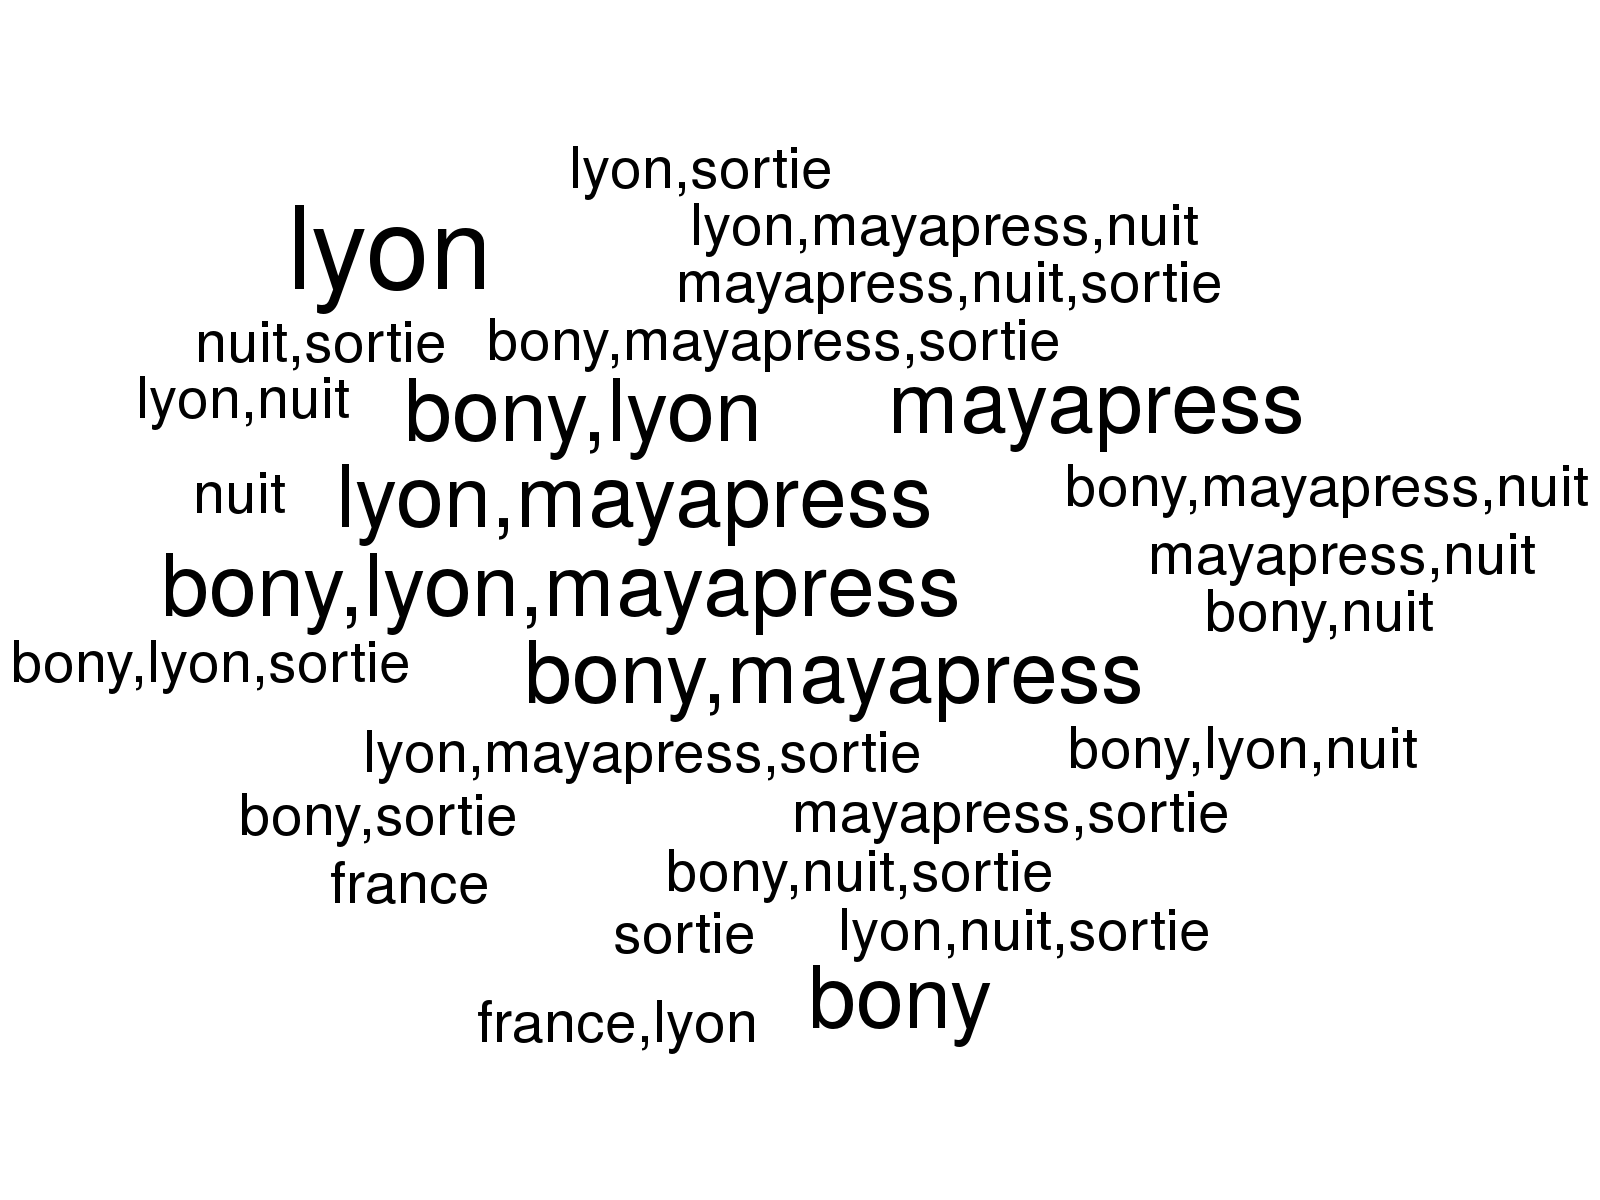 lyon,sortie
lyon
lyon,mayapress,nuit
mayapress,nuit,sortie
nuit,sortie
bony,mayapress,sortie
lyon,nuit
bony,lyon
mayapress
nuit
lyon,mayapress
bony,mayapress,nuit
mayapress,nuit
bony,lyon,mayapress
bony,nuit
bony,lyon,sortie
bony,mayapress
lyon,mayapress,sortie
bony,lyon,nuit
bony,sortie
mayapress,sortie
france
bony,nuit,sortie
sortie
lyon,nuit,sortie
bony
france,lyon